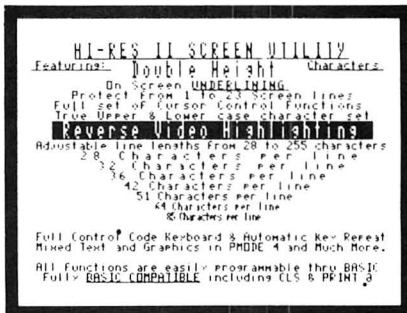 HI-RES II SCREEN UTILITY
Featuring: Double Height Characters
On Screen UNDERLINING
Protect from 1 to 23 Screen lines
Full set of Cursor Control Functions
True Upper & Lower case character set
Reverse Video Highlighting
Adjustable line lengths from 28 to 255 characters
28 Characters per line
32 Characters per line
36 Characters per line
42 Characters per line
51 Characters per line
64 Characters per line
85 Characters per line
Full Control Code Keyboard & Automatic Key Repeat
Mixed Text and Graphics in PMODE 4 and Much More.
All Functions are easily programmable thru BASIC
Fully BASIC COMPATIBLE including CLS & PRINT @